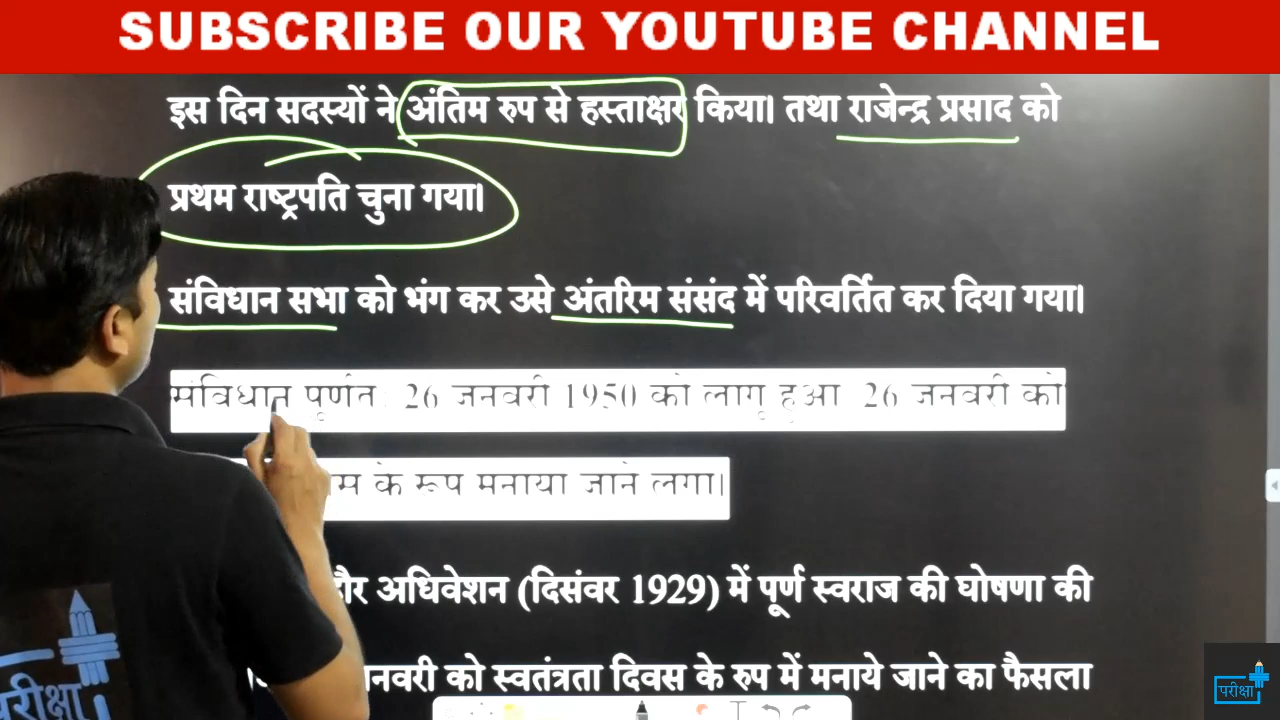 SUBSCRIBE OUR YOUTUBE CHANNEL
इस दिन सदस्यों ने अंतिम रुप से हस्ताक्षर किया। तथा राजेन्द्र प्रसाद को
प्रथम राष्ट्रपति चुना गया।
संविधान सभा को भंग कर उसे अंतरिम संसंद में परिवर्तित कर दिया गया।
संविधान पूर्णत: 26 जनवरी 1950 को लागू हुआ 26 जनवरी को
के रूप मनाया जाने लगा।
अधिवेशन (दिसंवर 1929) में पूर्ण स्वराज की घोषणा की
को स्वतंत्रता दिवस के रुप में मनाये जाने का फैसला
परीक्षा
परीक्षा